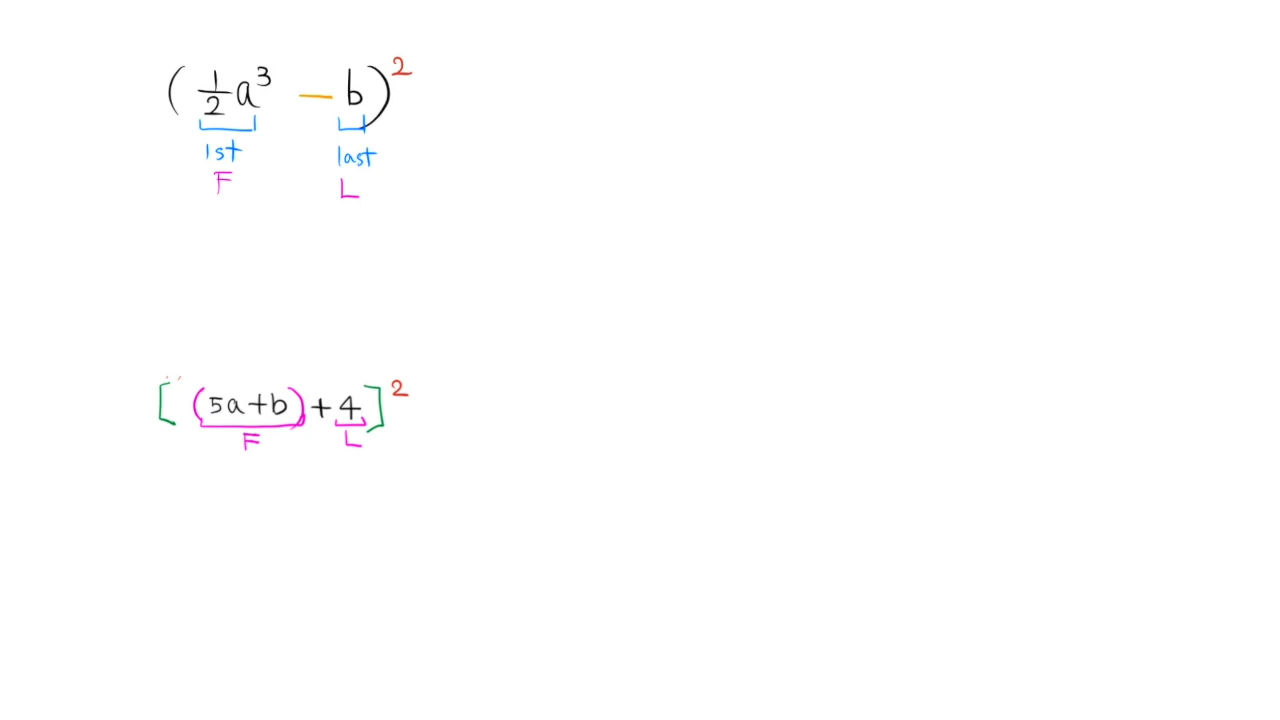 (½a³ − b)²
1st last
F L
[(5a+b) + 4]²
F L